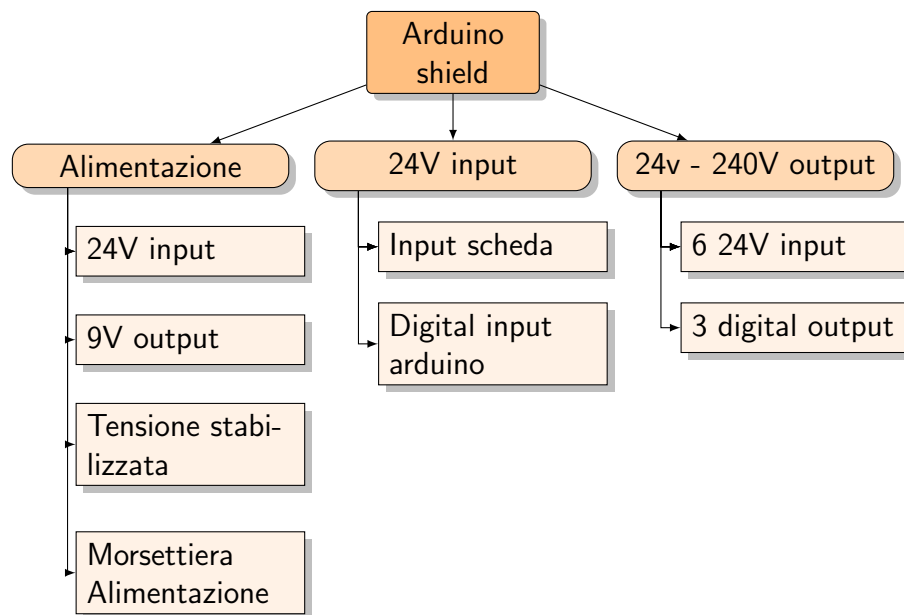 Arduino
shield
Alimentazione
24V input
9V output
Tensione stabi-
lizzata
Morsettiera
Alimentazione
24V input
Input scheda
Digital input
arduino
24v - 240V output
6 24V input
3 digital output